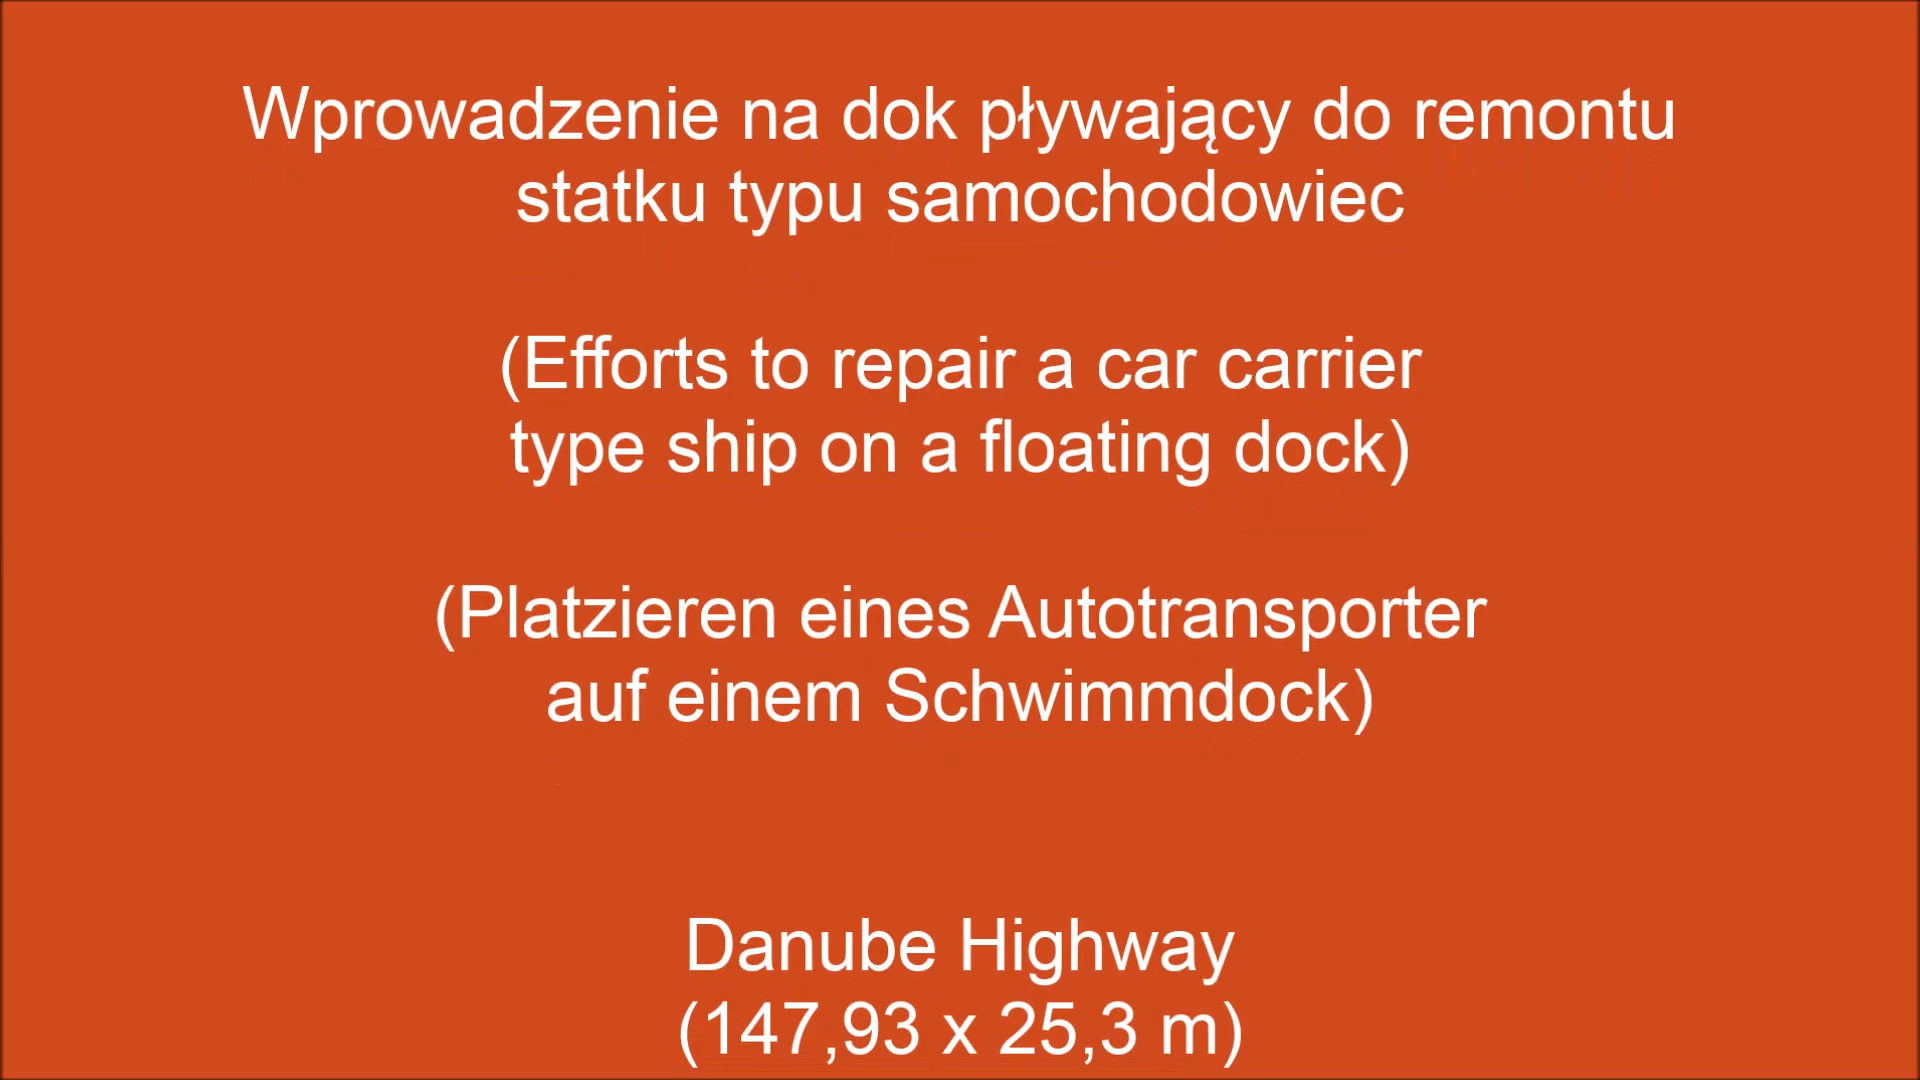 Wprowadzenie na dok pływający do remontu
statku typu samochodowiec
(Efforts to repair a car carrier
type ship on a floating dock)
(Platzieren eines Autotransporter
auf einem Schwimmdock)
Danube Highway
(147,93 x 25,3 m)